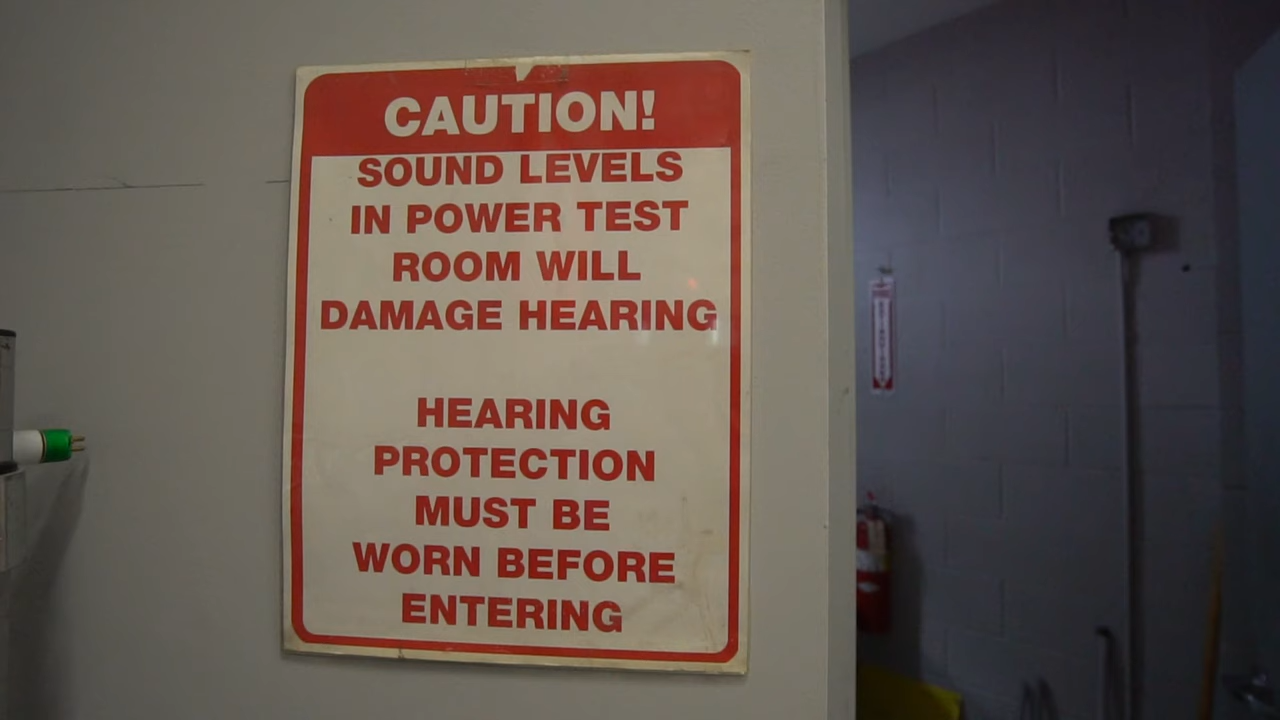 CAUTION!
SOUND LEVELS
IN POWER TEST
ROOM WILL
DAMAGE HEARING
HEARING
PROTECTION
MUST BE
WORN BEFORE
ENTERING